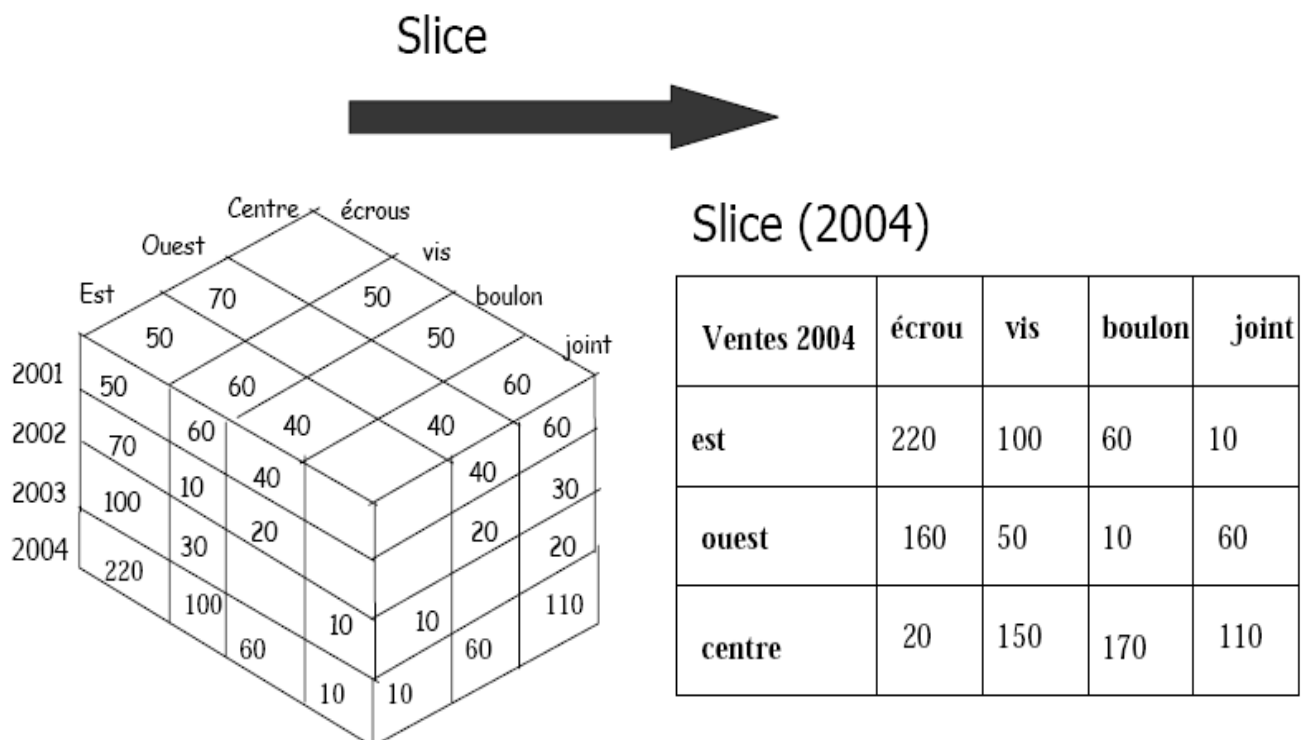 Slice
Centre écrous
Ouest vis
Est 70 50 boulon
50 50 joint
2001 50 60 60
2002 70 60 40 40 60
2003 100 10 40 40 30
2004 220 30 20 20 20
100 10 10 110
60 60
10 10
Slice (2004)
Ventes 2004 écrou vis boulon joint
est 220 100 60 10
ouest 160 50 10 60
centre 20 150 170 110